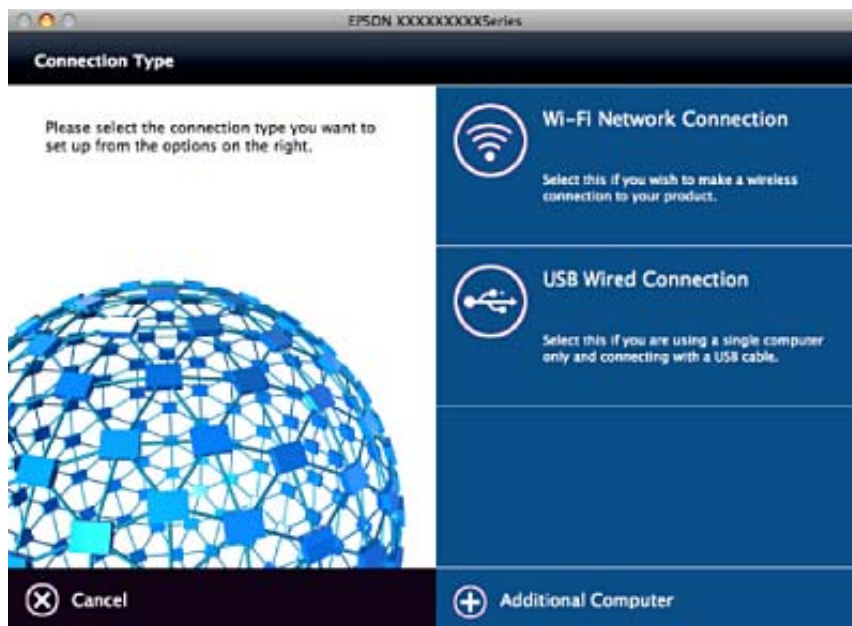 EPSON XXXXXXXXXSeries
Connection Type
Please select the connection type you want to
set up from the options on the right.
Wi-Fi Network Connection
Select this if you wish to make a wireless
connection to your product.
USB Wired Connection
Select this if you are using a single computer
only and connecting with a USB cable.
Cancel
Additional Computer